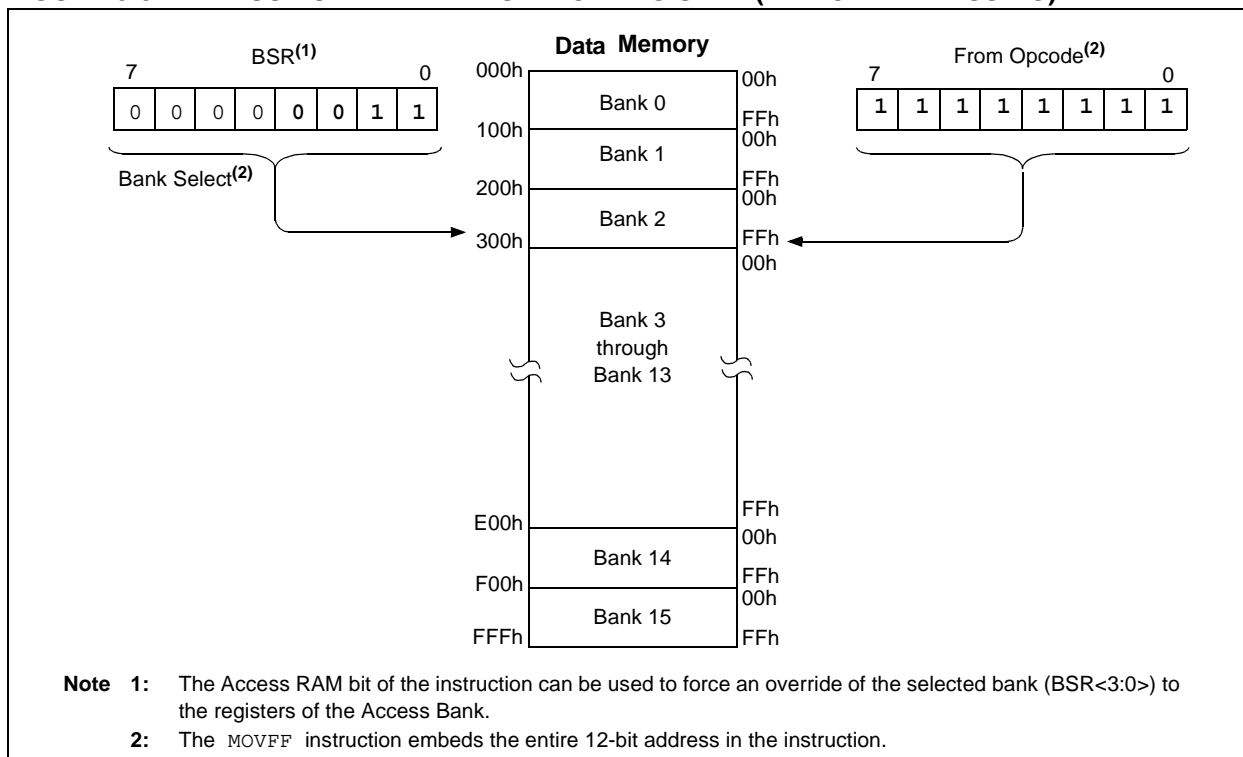 Data Memory
BSR(1)
7 0
0 0 0 0 0 0 1 1
Bank Select(2)
From Opcode(2)
7 0
1 1 1 1 1 1 1 1
000h
00h
Bank 0
FFh
100h
00h
Bank 1
FFh
200h
00h
Bank 2
FFh
300h
00h
Bank 3
through
Bank 13
FFh
E00h
00h
Bank 14
FFh
F00h
00h
Bank 15
FFFh
FFh
Note 1: The Access RAM bit of the instruction can be used to force an override of the selected bank (BSR<3:0>) to
the registers of the Access Bank.
2: The MOVFF instruction embeds the entire 12-bit address in the instruction.